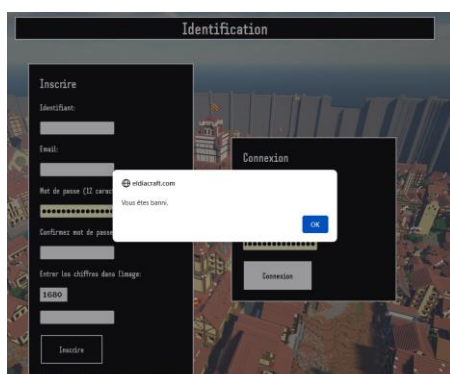 Identification
Inscrire
Identifiant:
Email:
Mot de passe (12 carac
Confirmez mot de passe
Entrer les chiffres dans l'image:
1680
Inscrire
Connexion
Connexion
eldiacraft.com
Vous êtes banni.
OK